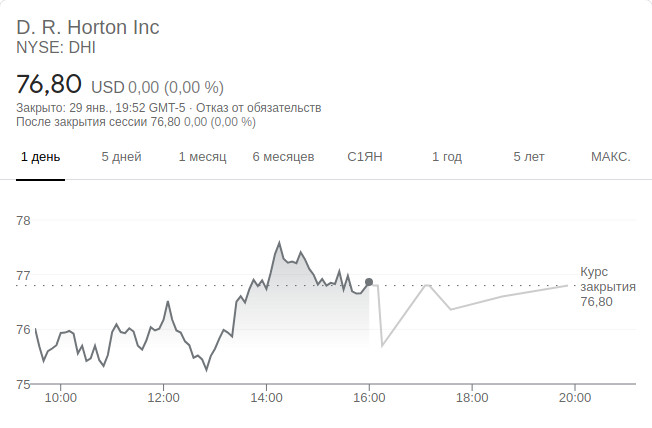 D. R. Horton Inc
NYSE: DHI
76,80 USD 0,00 (0,00 %)
Закрыто: 29 янв., 19:52 GMT-5 · Отказ от обязательств
После закрытия сессии 76,80 0,00 (0,00 %)
1 день 5 дней 1 месяц 6 месяцев С1ЯН 1 год 5 лет МАКС.
78
77
76
75
Курс
закрытия
76,80
10:00 12:00 14:00 16:00 18:00 20:00